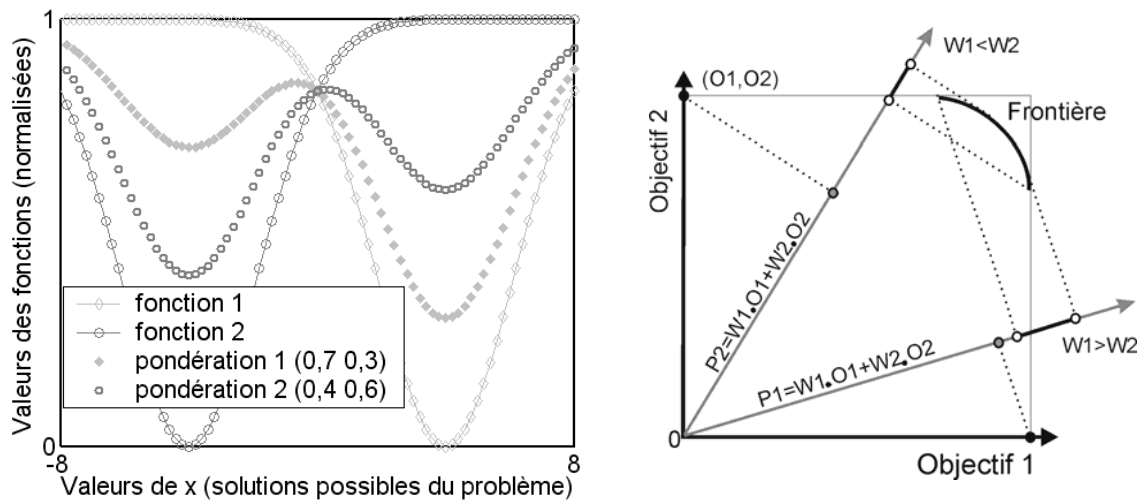 1
Valeurs des fonctions (normalisées)
fonction 1
fonction 2
pondération 1 (0,7 0,3)
pondération 2 (0,4 0,6)
0
-8
8
Valeurs de x (solutions possibles du problème)
W1<W2
(O1,O2)
Frontière
Objectif 2
P2=W1.O1+W2.O2
P1=W1.O1+W2.O2
W1>W2
0
Objectif 1